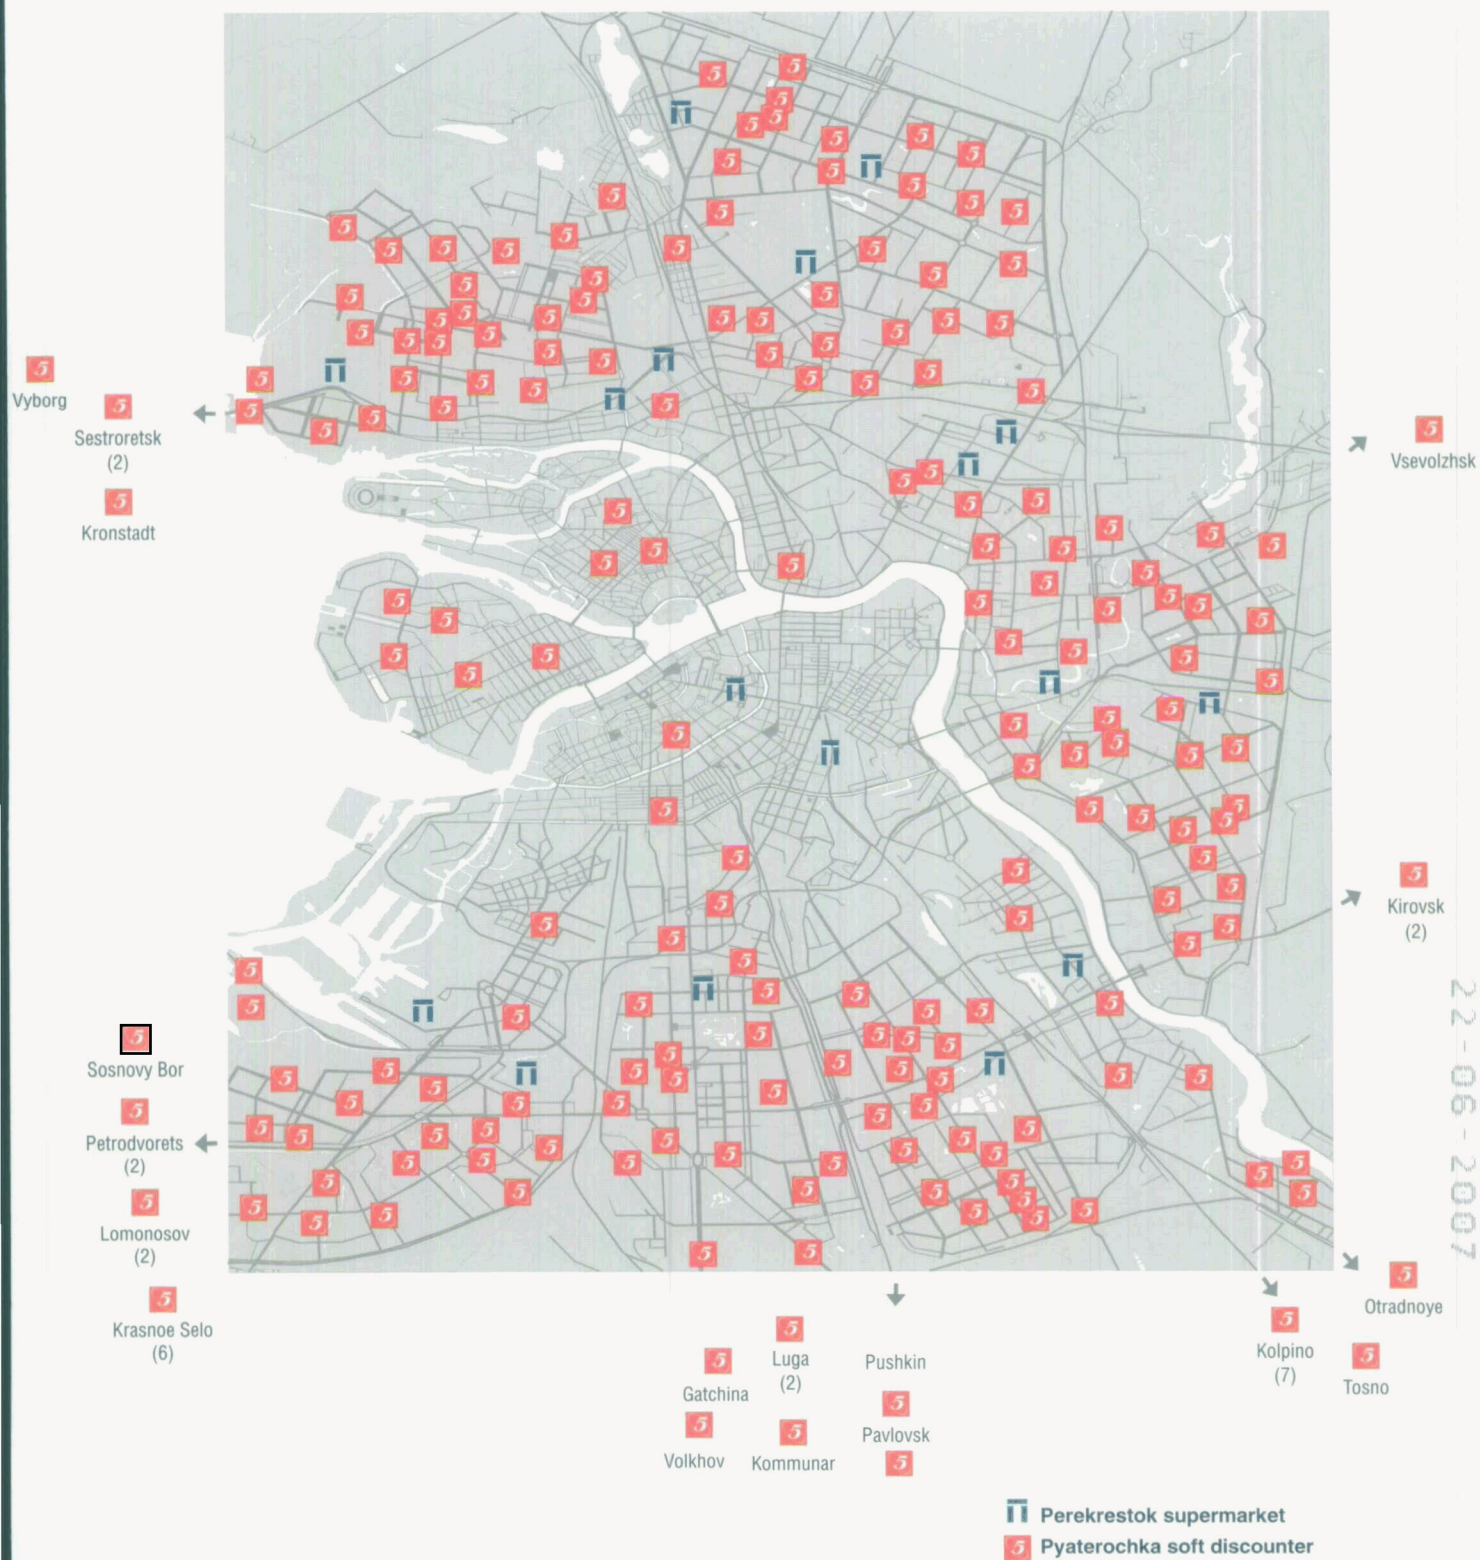 Vyborg
Sestroretsk
(2)
Kronstadt
Vsevolzhsk
Kirovsk
(2)
22-06-2007
Sosnovy Bor
Petrodvorets
(2)
Lomonosov
(2)
Krasnoe Selo
(6)
Otradnoye
Kolpino
(7)
Tosno
Luga
(2)
Pushkin
Gatchina
Pavlovsk
Volkhov
Kommunar
Perekrestok supermarket
5 Pyaterochka soft discounter